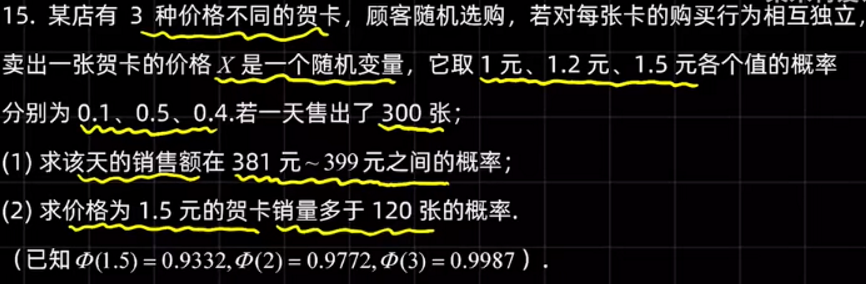 15. 某店有 3 种价格不同的贺卡，顾客随机选购，若对每张卡的购买行为相互独立，
卖出一张贺卡的价格 X 是一个随机变量，它取 1 元、1.2 元、1.5 元各个值的概率
分别为 0.1、0.5、0.4.若一天售出了 300 张；
(1) 求该天的销售额在 381 元 ~ 399 元之间的概率；
(2) 求价格为 1.5 元的贺卡销量多于 120 张的概率.
（已知 Φ(1.5) = 0.9332, Φ(2) = 0.9772, Φ(3) = 0.9987 ）.